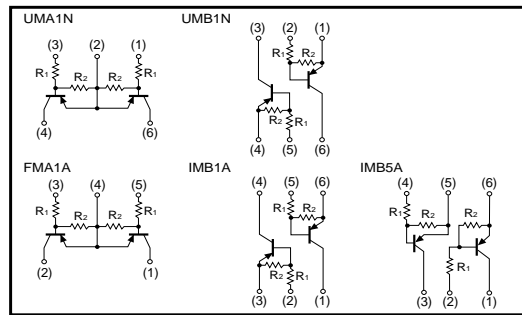 UMA1N
UMB1N
(3) (2) (1)
(3) (2) (1)
R1 R2 R2 R1
R1 R2
R2 R1
(4) (6)
(4) (5) (6)
FMA1A
IMB1A
IMB5A
(3) (4) (5)
(4) (5) (6)
(4) (5) (6)
R1 R2 R2 R1
R1 R2
R1 R2 R2
R2 R1
R1
(2) (1)
(3) (2) (1)
(3) (2) (1)